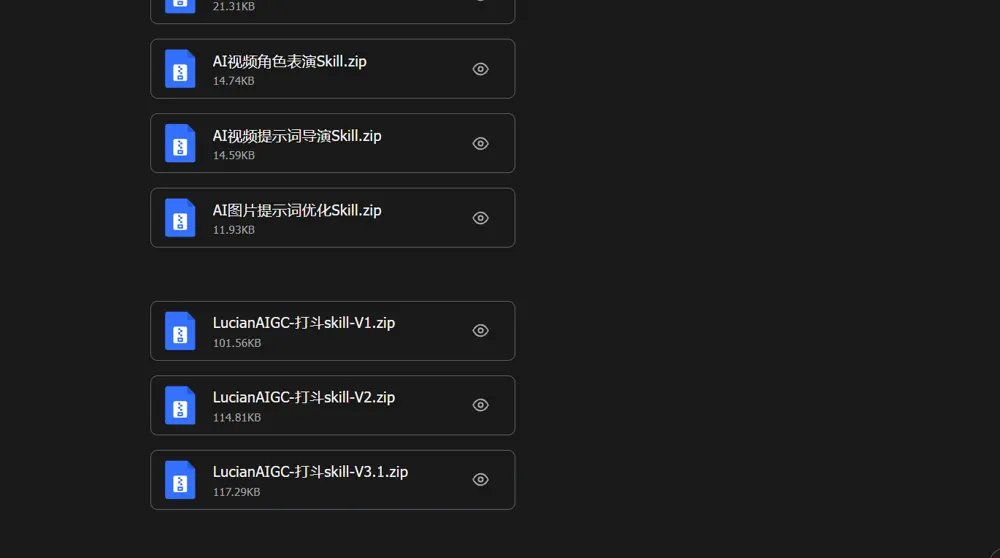 21.31KB
AI视频角色表演Skill.zip
14.74KB
AI视频提示词导演Skill.zip
14.59KB
AI图片提示词优化Skill.zip
11.93KB
LucianAIGC-打斗skill-V1.zip
101.56KB
LucianAIGC-打斗skill-V2.zip
114.81KB
LucianAIGC-打斗skill-V3.1.zip
117.29KB